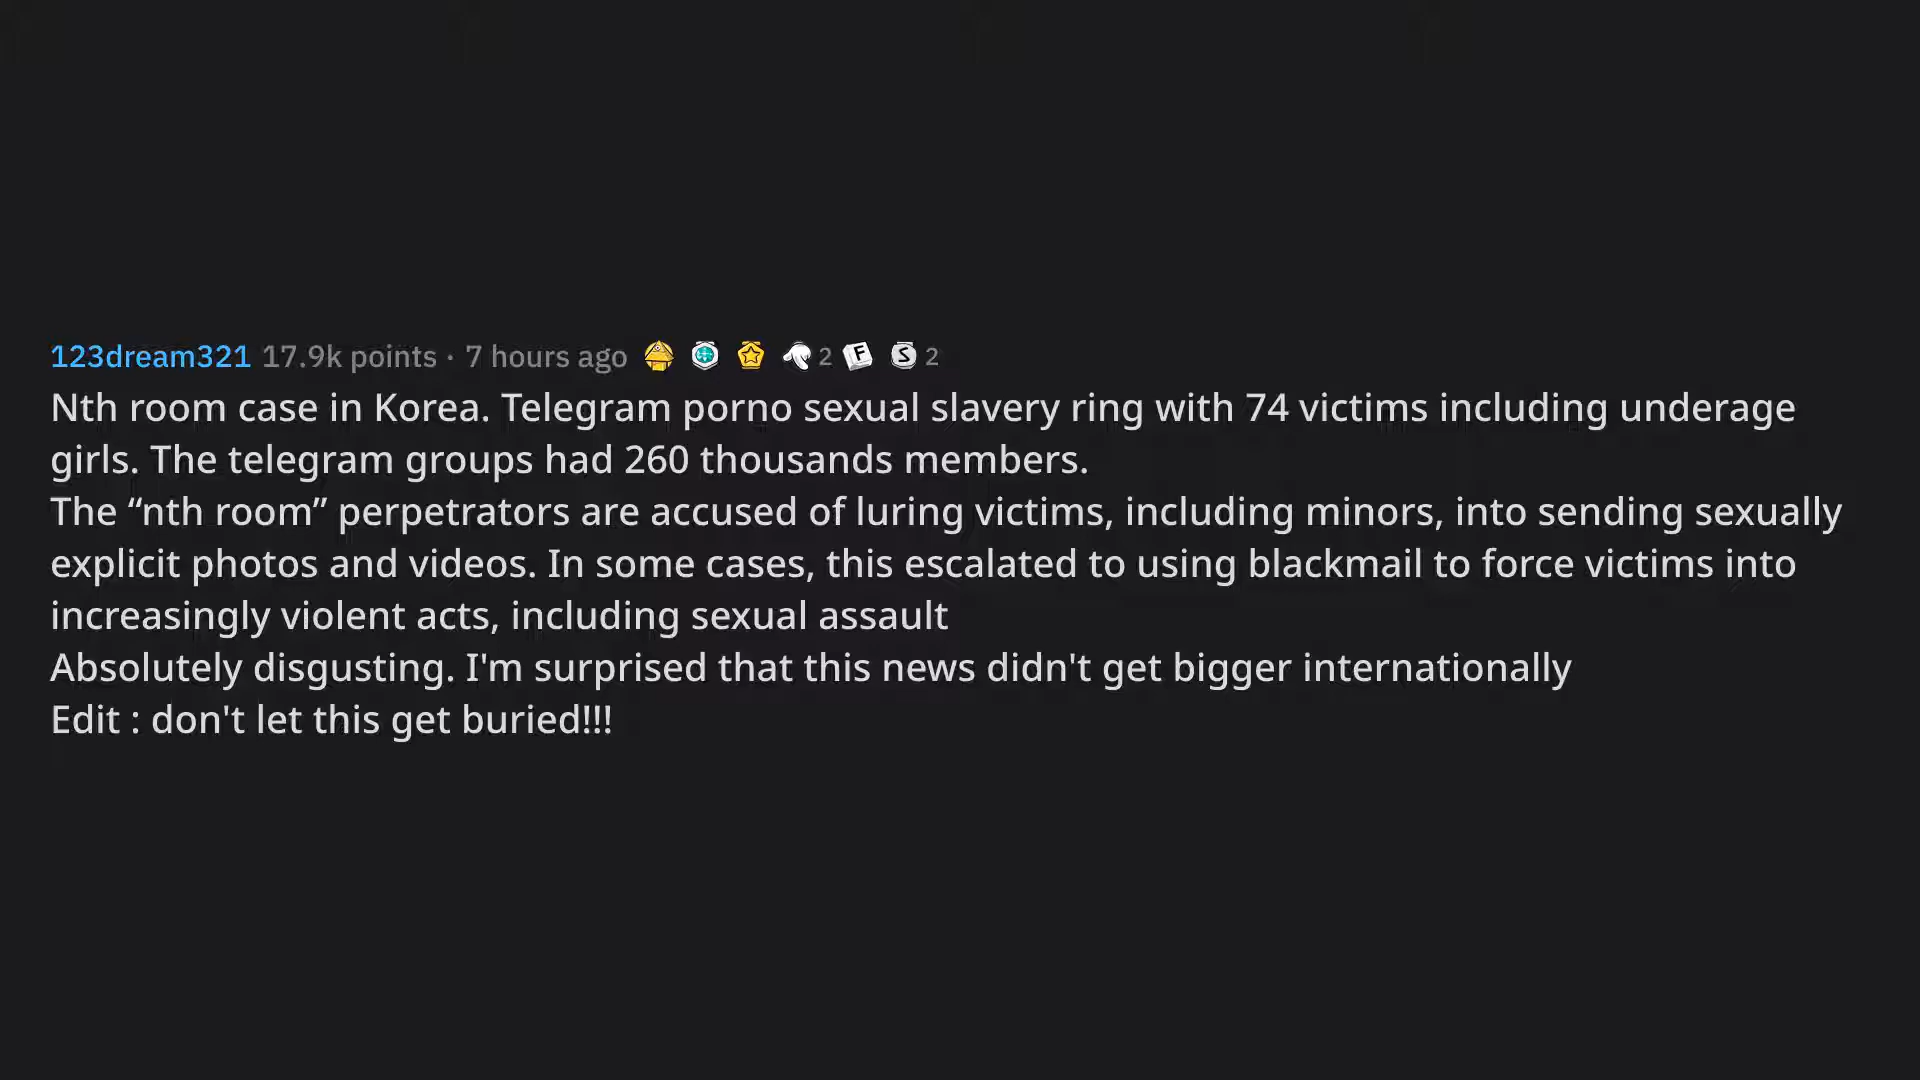 123dream321 17.9k points · 7 hours ago 2 F S 2
Nth room case in Korea. Telegram porno sexual slavery ring with 74 victims including underage
girls. The telegram groups had 260 thousands members.
The “nth room” perpetrators are accused of luring victims, including minors, into sending sexually
explicit photos and videos. In some cases, this escalated to using blackmail to force victims into
increasingly violent acts, including sexual assault
Absolutely disgusting. I'm surprised that this news didn't get bigger internationally
Edit : don't let this get buried!!!